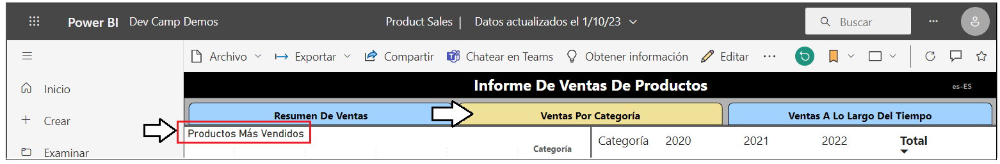 Power BI Dev Camp Demos Product Sales | Datos actualizados el 1/10/23 Buscar ...
Archivo Exportar Compartir Chatear en Teams Obtener información Editar ...
Informe De Ventas De Productos es-ES
Inicio
Resumen De Ventas Ventas Por Categoría Ventas A Lo Largo Del Tiempo
Crear
Productos Más Vendidos
Categoría 2020 2021 2022 Total
Categoría
Examinar